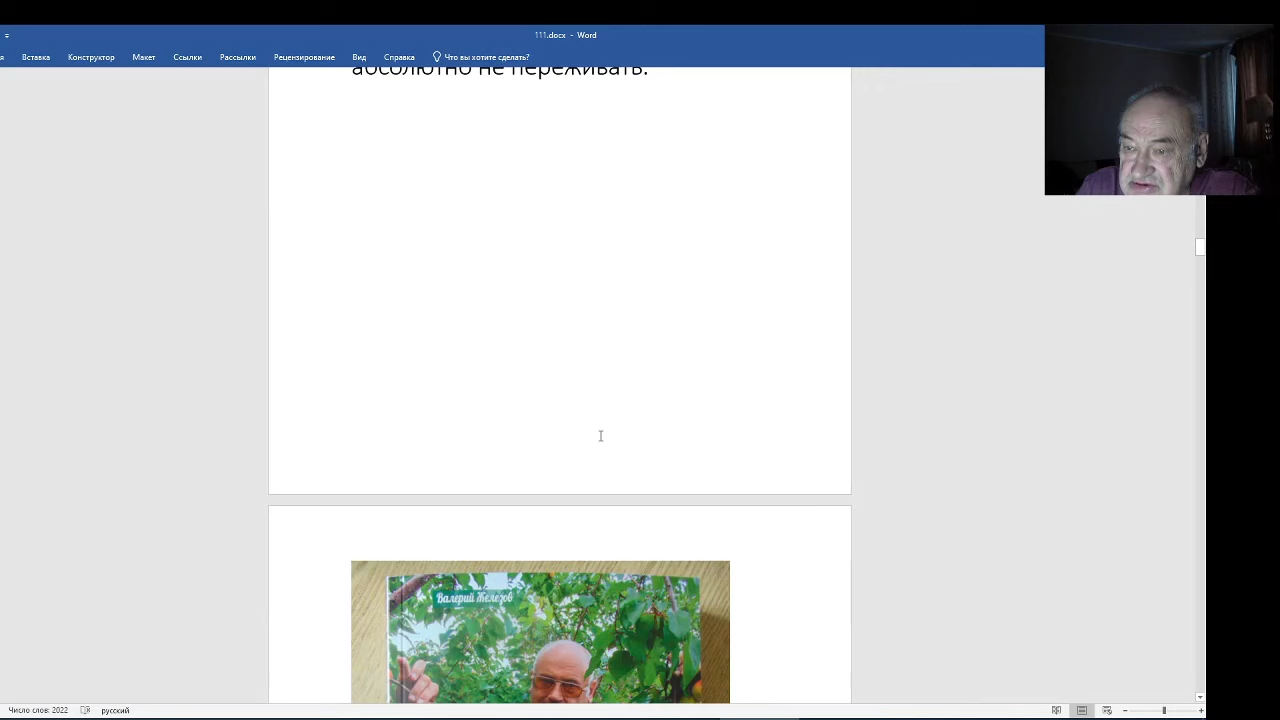 111.docx - Word
я Вставка Конструктор Макет Ссылки Рассылки Рецензирование Вид Справка Что вы хотите сделать?
абсолютно не переживать.
Валерий Железов
Число слов: 2022 русский